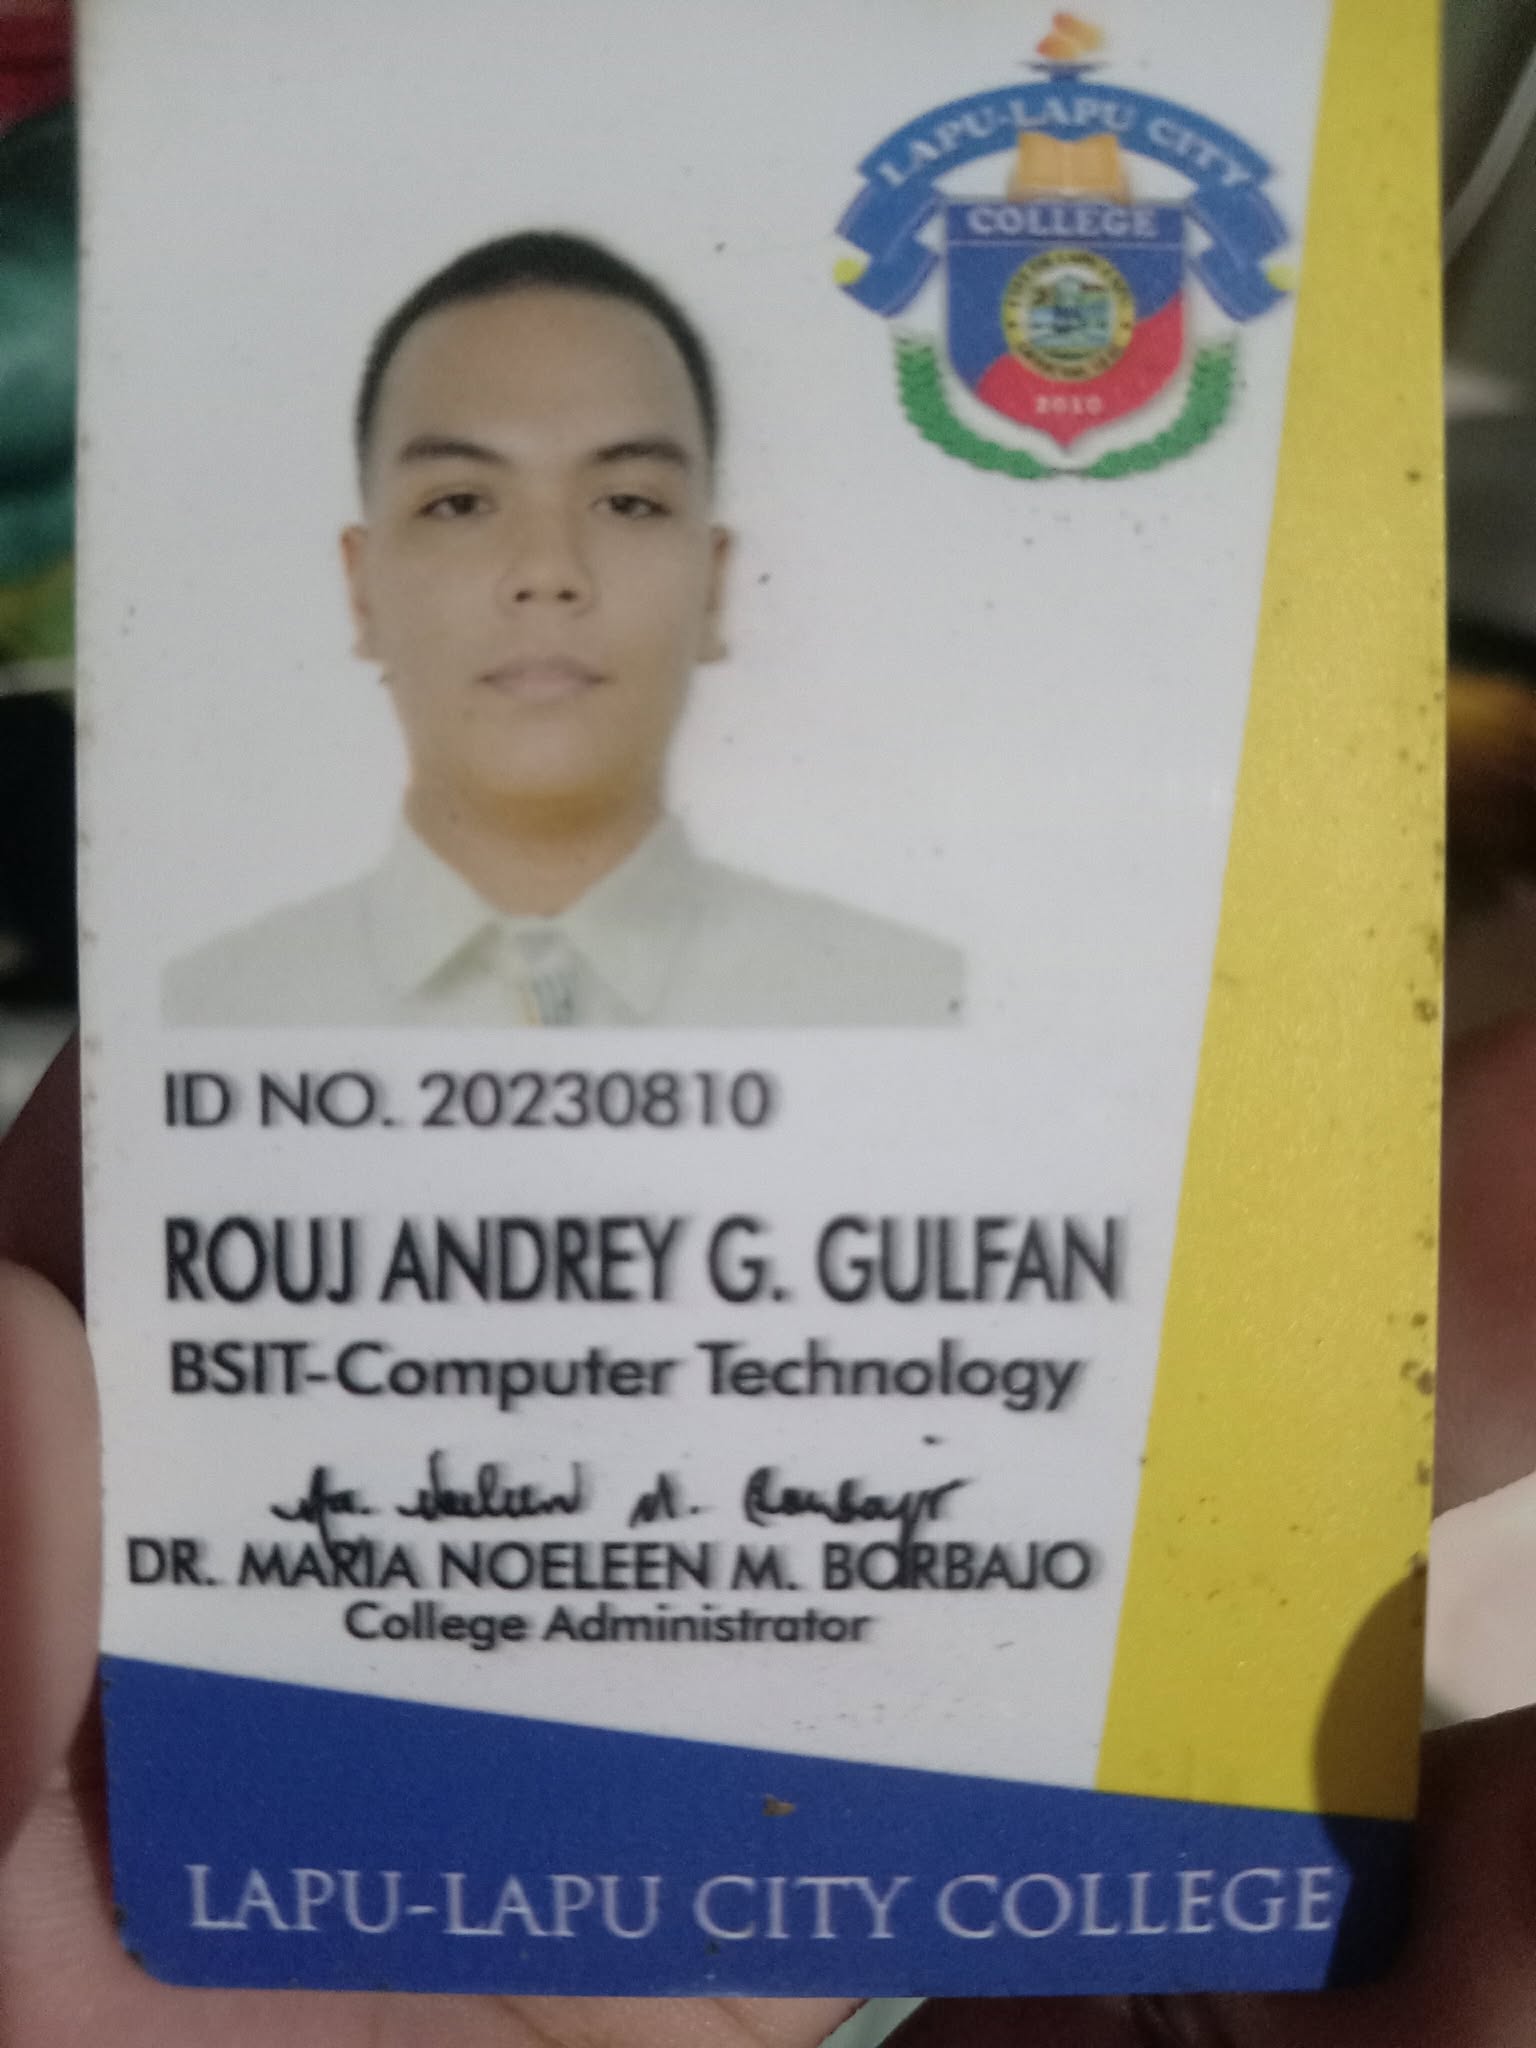 LAPU-LAPU CITY
COLLEGE
2010
ID NO. 20230810
ROUJ ANDREY G. GULFAN
BSIT-Computer Technology
Ma. Noeleen M. Borbajo
DR. MARIA NOELEEN M. BORBAJO
College Administrator
LAPU-LAPU CITY COLLEGE